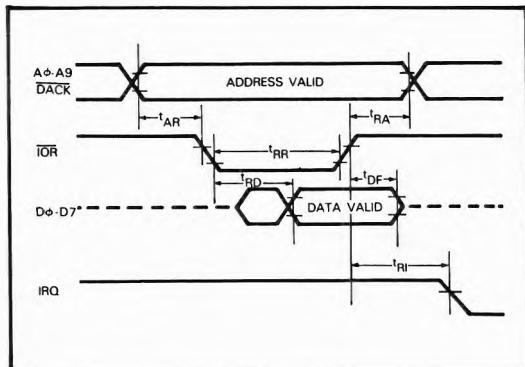 Aϕ-A9
DACK
ADDRESS VALID
tAR
tRA
IOR
tRR
tRD
tDF
Dϕ-D7
DATA VALID
tRI
IRQ